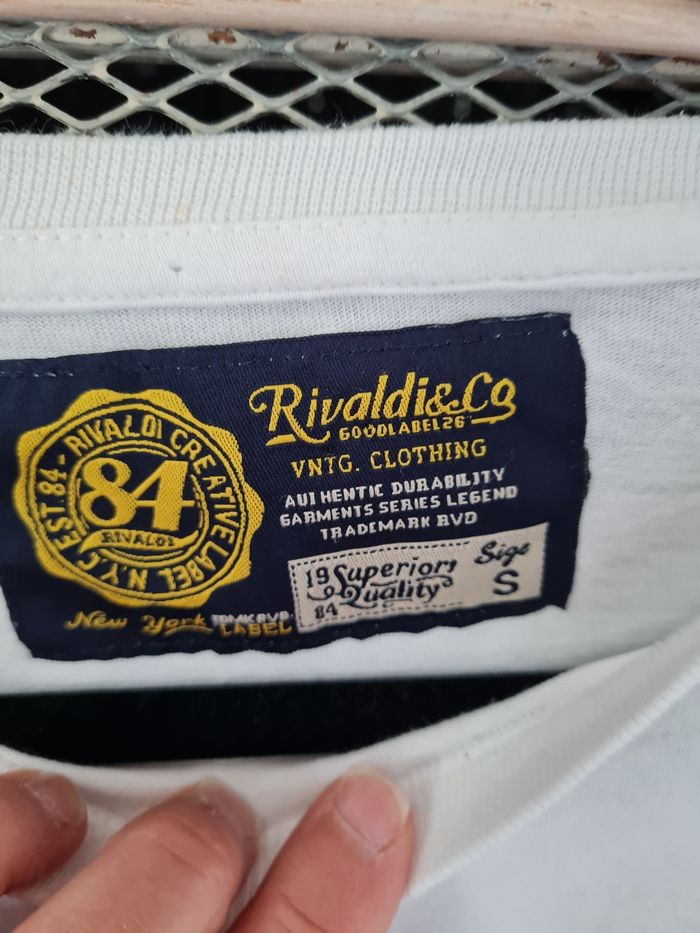 EST 84 - RIVALDI CREATIVE LABEL N.Y.C
84
RIVALDI
New York
LABEL
Rivaldi&Co
GOODLABEL26
VNTG. CLOTHING
AUTHENTIC DURABILITY
GARMENTS SERIES LEGEND
TRADEMARK RVD
19 Superior
84 Quality
Size
S